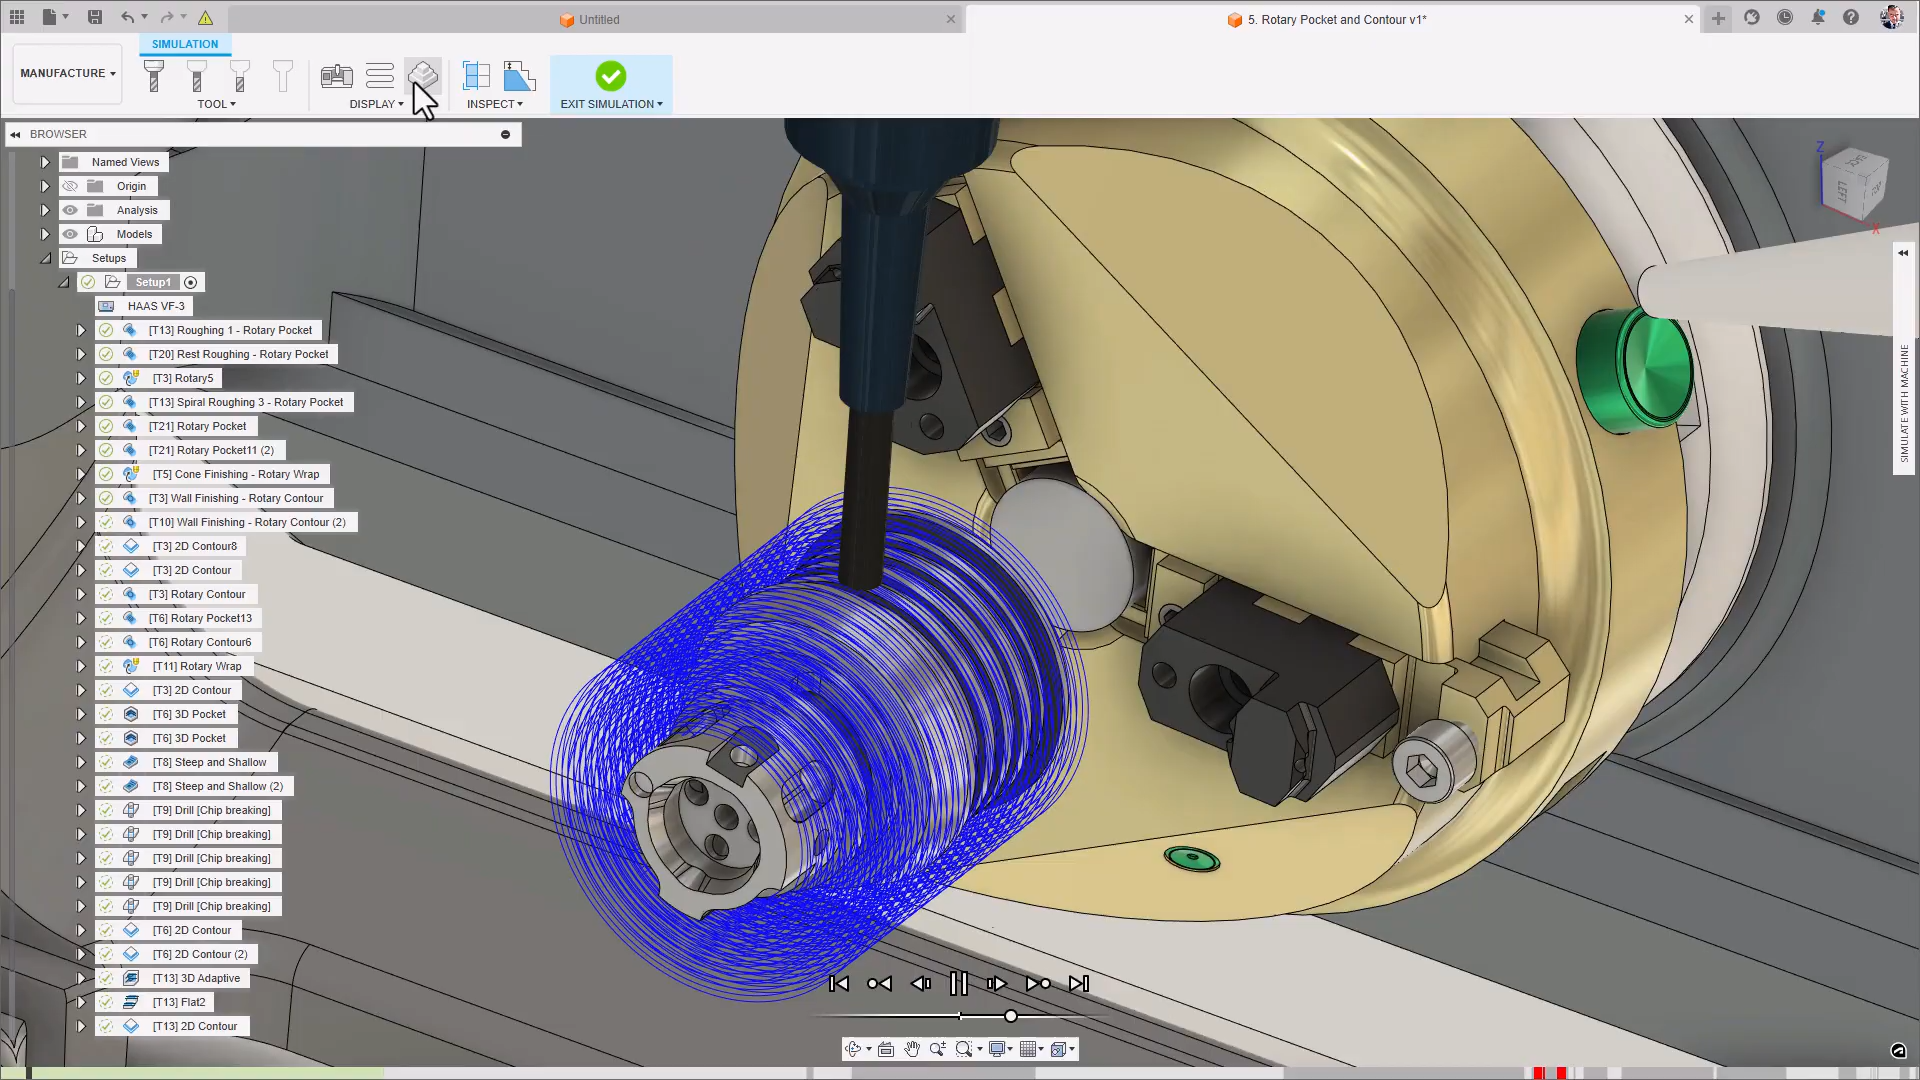 Untitled
5. Rotary Pocket and Contour v1*
MANUFACTURE
SIMULATION
TOOL
DISPLAY
INSPECT
EXIT SIMULATION
BROWSER
Named Views
Origin
Analysis
Models
Setups
Setup1
HAAS VF-3
[T13] Roughing 1 - Rotary Pocket
[T20] Rest Roughing - Rotary Pocket
[T3] Rotary5
[T13] Spiral Roughing 3 - Rotary Pocket
[T21] Rotary Pocket
[T21] Rotary Pocket11 (2)
[T5] Cone Finishing - Rotary Wrap
[T3] Wall Finishing - Rotary Contour
[T10] Wall Finishing - Rotary Contour (2)
[T3] 2D Contour8
[T3] 2D Contour
[T3] Rotary Contour
[T6] Rotary Pocket13
[T6] Rotary Contour6
[T11] Rotary Wrap
[T3] 2D Contour
[T6] 3D Pocket
[T6] 3D Pocket
[T8] Steep and Shallow
[T8] Steep and Shallow (2)
[T9] Drill [Chip breaking]
[T9] Drill [Chip breaking]
[T9] Drill [Chip breaking]
[T9] Drill [Chip breaking]
[T9] Drill [Chip breaking]
[T6] 2D Contour
[T6] 2D Contour (2)
[T13] 3D Adaptive
[T13] Flat2
[T13] 2D Contour
Z
BACK
LEFT
X
SIMULATE WITH MACHINE